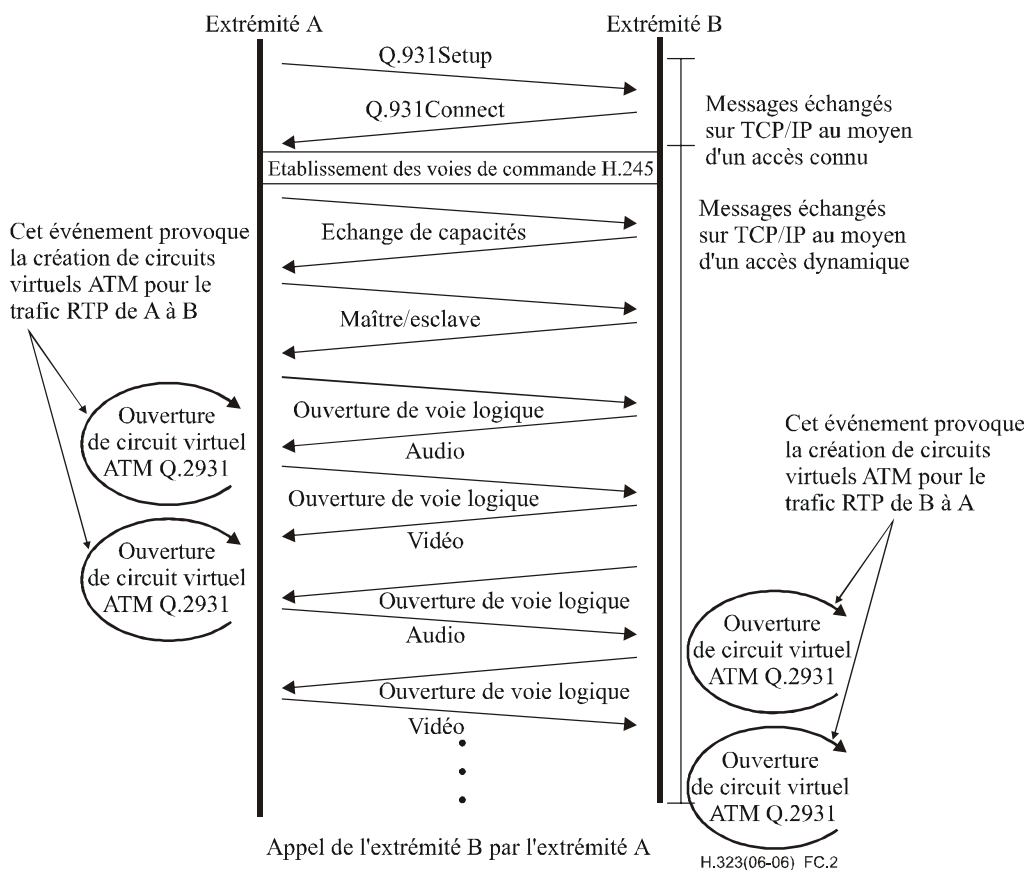 Extrémité A
Extrémité B
Q.931Setup
Q.931Connect
Messages échangés
sur TCP/IP au moyen
d'un accès connu
Etablissement des voies de commande H.245
Messages échangés
sur TCP/IP au moyen
d'un accès dynamique
Echange de capacités
Cet événement provoque
la création de circuits
virtuels ATM pour le
trafic RTP de A à B
Maître/esclave
Ouverture
de circuit virtuel
ATM Q.2931
Ouverture de voie logique
Audio
Ouverture de voie logique
Vidéo
Cet événement provoque
la création de circuits
virtuels ATM pour le
trafic RTP de B à A
Ouverture
de circuit virtuel
ATM Q.2931
Ouverture de voie logique
Audio
Ouverture
de circuit virtuel
ATM Q.2931
Ouverture de voie logique
Vidéo
Ouverture
de circuit virtuel
ATM Q.2931
Appel de l'extrémité B par l'extrémité A
H.323(06-06) FC.2